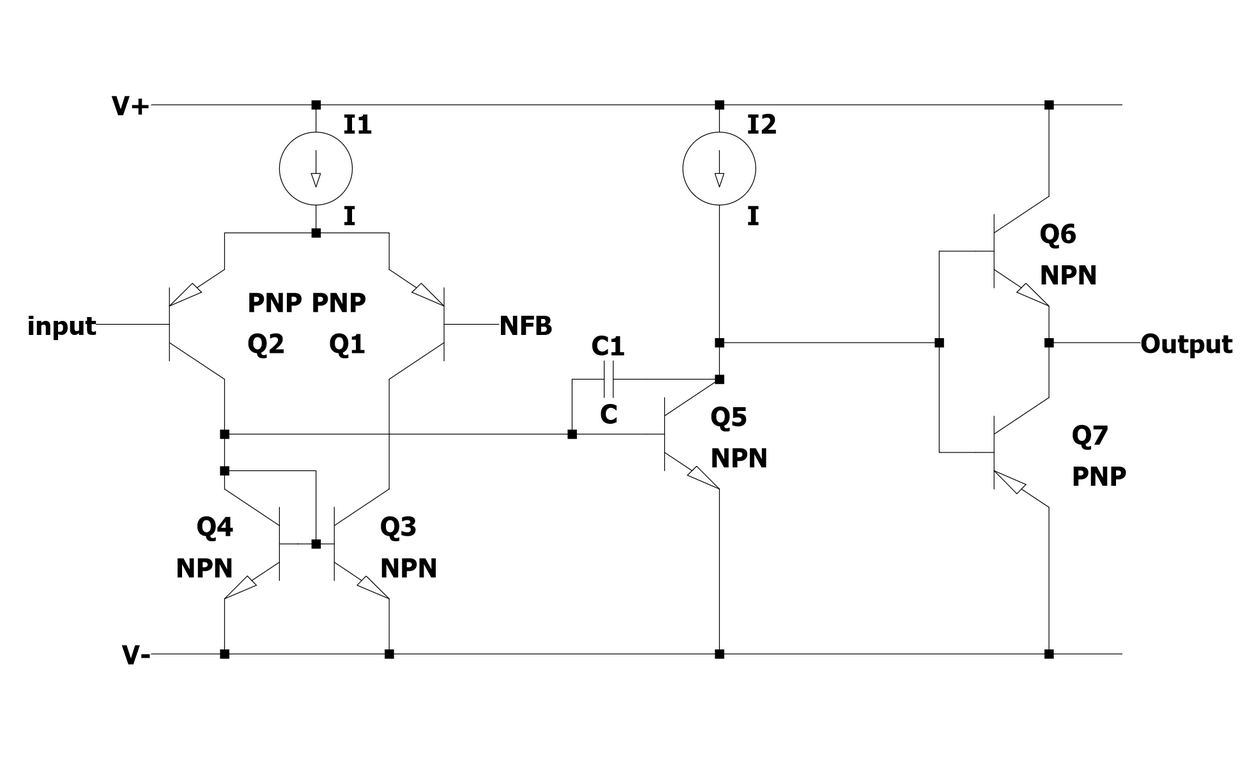 V+
I1
I2
I
I
Q6
NPN
PNP PNP
input
NFB
Q2
Q1
C1
Output
C
Q5
NPN
Q7
PNP
Q4
Q3
NPN
NPN
V-